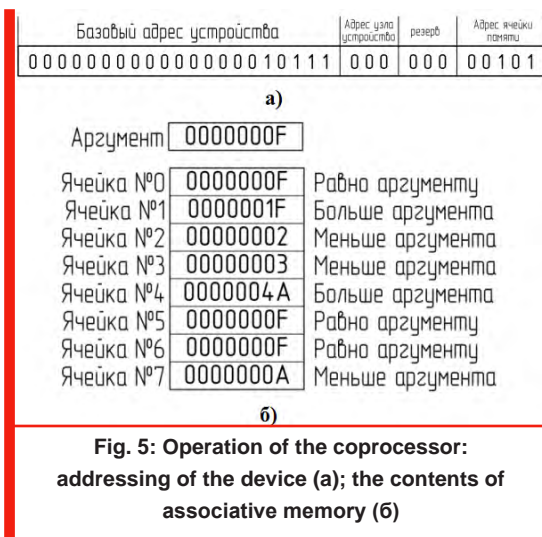 Базовый адрес устройства
Адрес узла устройства
резерв
Адрес ячейки памяти
000000000000000010111 000 000 00101
а)
Аргумент 0000000F
Ячейка №0 0000000F Равно аргументу
Ячейка №1 0000001F Больше аргумента
Ячейка №2 00000002 Меньше аргумента
Ячейка №3 00000003 Меньше аргумента
Ячейка №4 0000004A Больше аргумента
Ячейка №5 0000000F Равно аргументу
Ячейка №6 0000000F Равно аргументу
Ячейка №7 0000000A Меньше аргумента
б)
Fig. 5: Operation of the coprocessor:
addressing of the device (a); the contents of
associative memory (б)